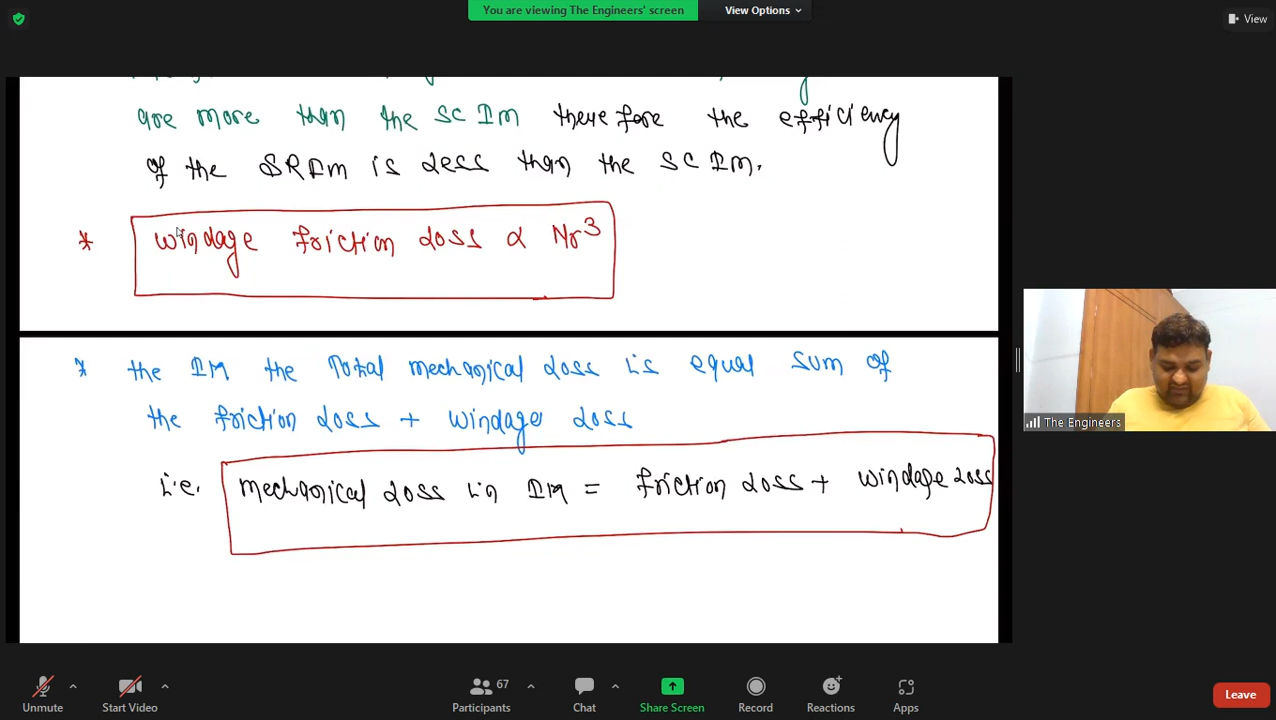 You are viewing The Engineers' screen
View Options
View
are more than the SC IM therefore the efficiency
of the SRIM is Less than the SC IM.
* windage friction Loss ∝ Nr³
* the IM the Total mechanical Loss is equal sum of
the friction Loss + windage Loss
i.e. mechanical Loss in IM = friction Loss + windage Loss
The Engineers
67
Unmute
Start Video
Participants
Chat
Share Screen
Record
Reactions
Apps
Leave